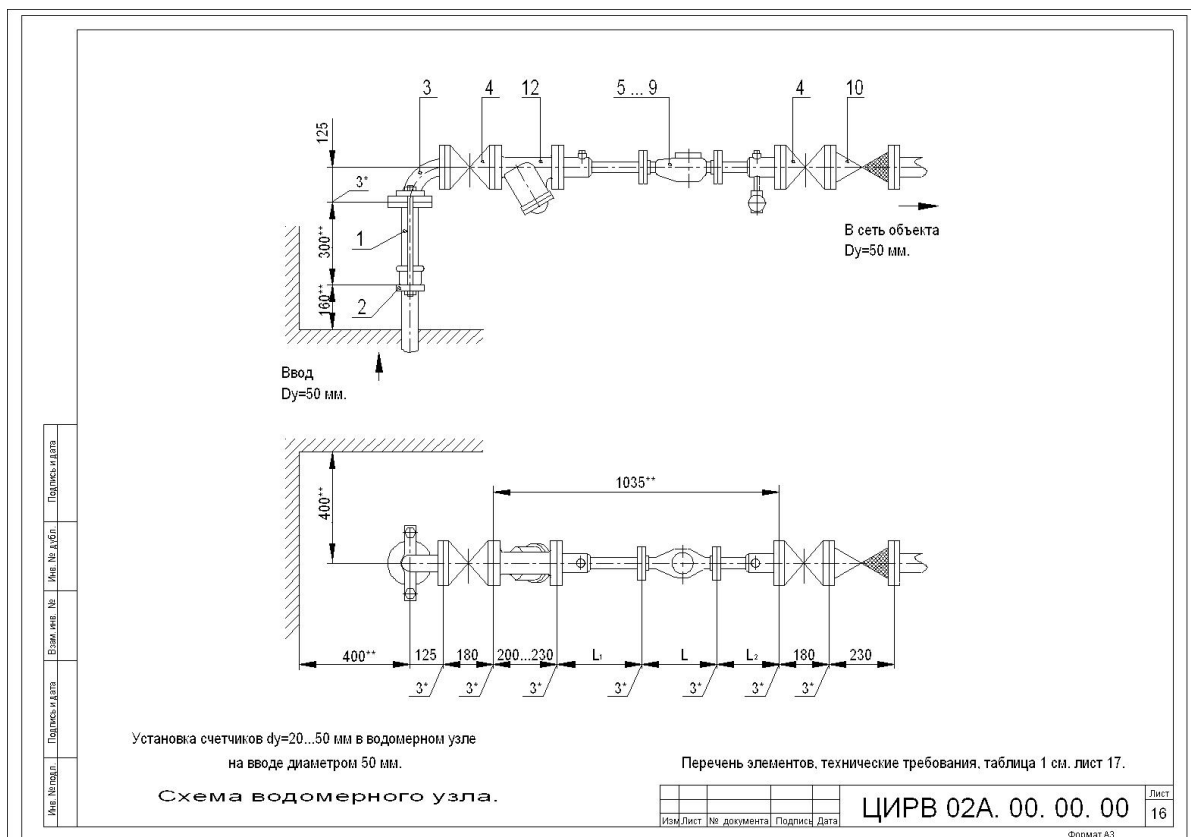 3 4 12 5 ... 9 4 10
125
3*
300**
1
160**
2
В сеть объекта
Dy=50 мм.
Ввод
Dy=50 мм.
1035**
400**
400** 125 180 200...230 L₁ L L₂ 180 230
3* 3* 3* 3* 3* 3* 3*
Установка счетчиков dy=20...50 мм в водомерном узле
на вводе диаметром 50 мм.
Схема водомерного узла.
Перечень элементов, технические требования, таблица 1 см. лист 17.
Подпись и дата
Инв. № дубл.
Взам. инв. №
Подпись и дата
Инв. № подл.
Изм Лист № документа Подпись Дата
ЦИРВ 02А. 00. 00. 00
Лист
16
Формат А3